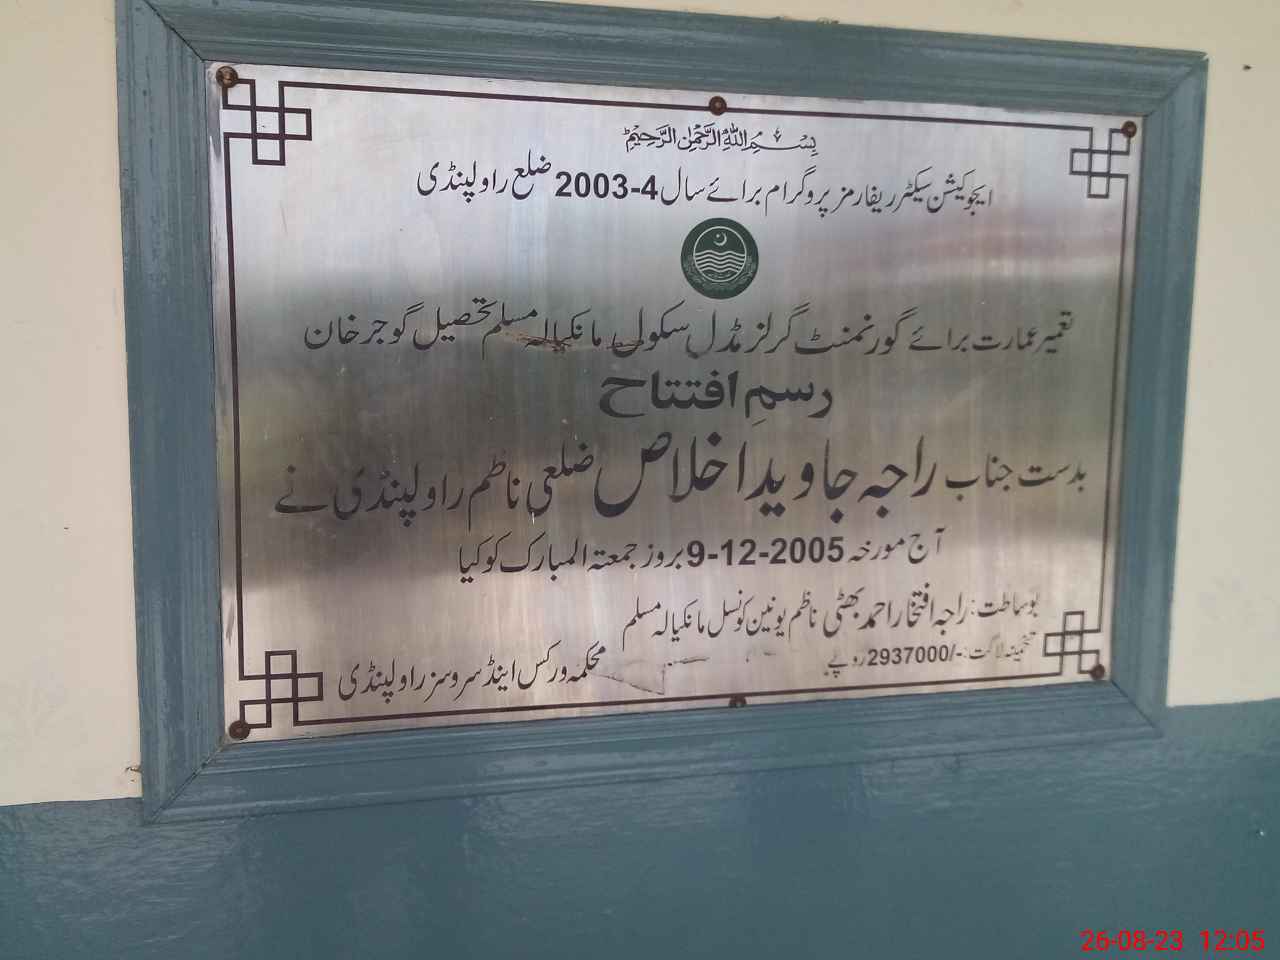 بسم اللہ الرحمن الرحیم
ایجوکیشن سیکٹر ریفارمز پروگرام برائے سال 2003-4 ضلع راولپنڈی
تعمیر عمارت برائے گورنمنٹ گرلز مڈل سکول مانکیالہ مسلم تحصیل گوجرخان
رسمِ افتتاح
بدست جناب راجہ جاوید اخلاص ضلعی ناظم راولپنڈی نے
آج مورخہ 9-12-2005 بروز جمعتہ المبارک کو کیا
بوساطت: راجہ افتخار احمد بھٹی ناظم یونین کونسل مانکیالہ مسلم
تخمینہ لاگت: -/2937000 روپے
محکمہ ورکس اینڈ سروسز راولپنڈی
26-08-23 12:05